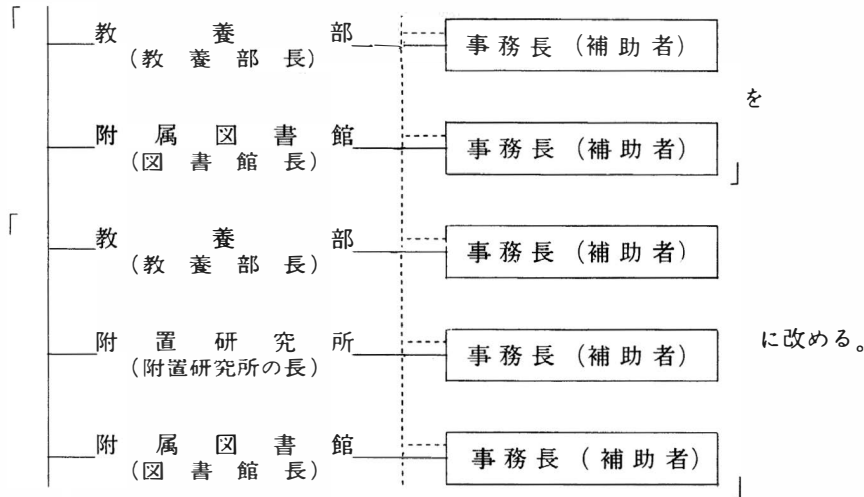 「
教養部 事務長（補助者）
（教養部長）
を
附属図書館 事務長（補助者）
（図書館長）
」
「
教養部 事務長（補助者）
（教養部長）
附置研究所 事務長（補助者）
（附置研究所の長）
に改める。
附属図書館 事務長（補助者）
（図書館長）
」